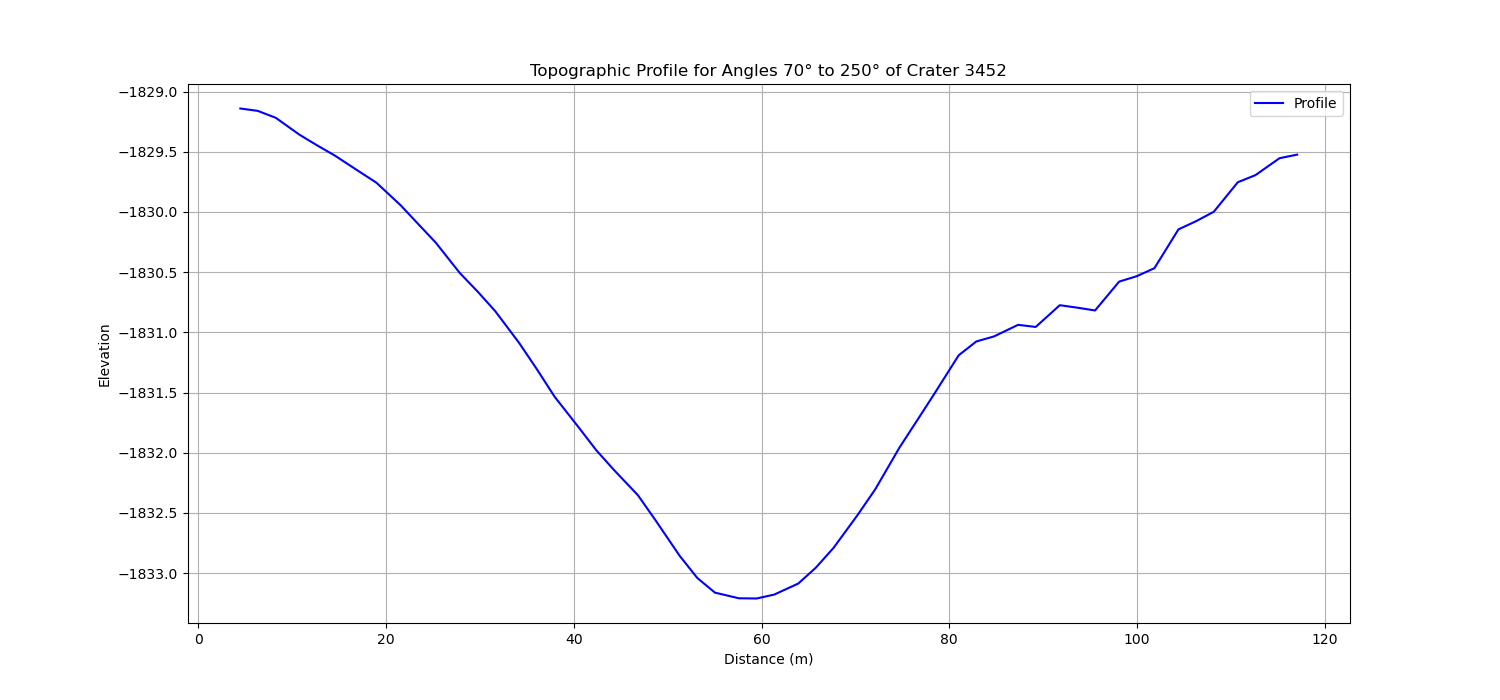 Topographic Profile for Angles 70° to 250° of Crater 3452
Profile
−1829.0
−1829.5
−1830.0
−1830.5
−1831.0
−1831.5
−1832.0
−1832.5
−1833.0
Elevation
0 20 40 60 80 100 120
Distance (m)